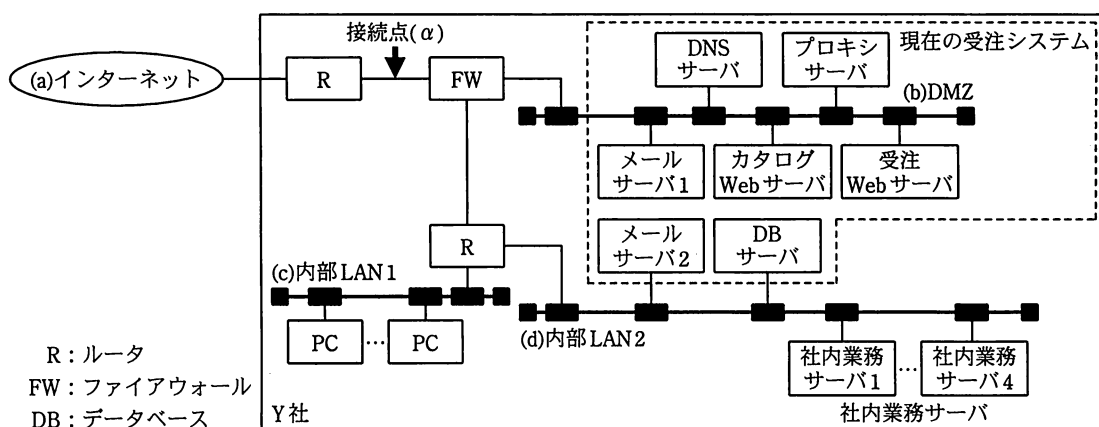 接続点(α)
(a)インターネット
R
FW
DNS
サーバ
プロキシ
サーバ
現在の受注システム
(b)DMZ
メール
サーバ1
カタログ
Webサーバ
受注
Webサーバ
R
メール
サーバ2
DB
サーバ
(c)内部LAN1
PC
…
PC
(d)内部LAN2
社内業務
サーバ1
…
社内業務
サーバ4
社内業務サーバ
R:ルータ
FW:ファイアウォール
DB:データベース
Y社